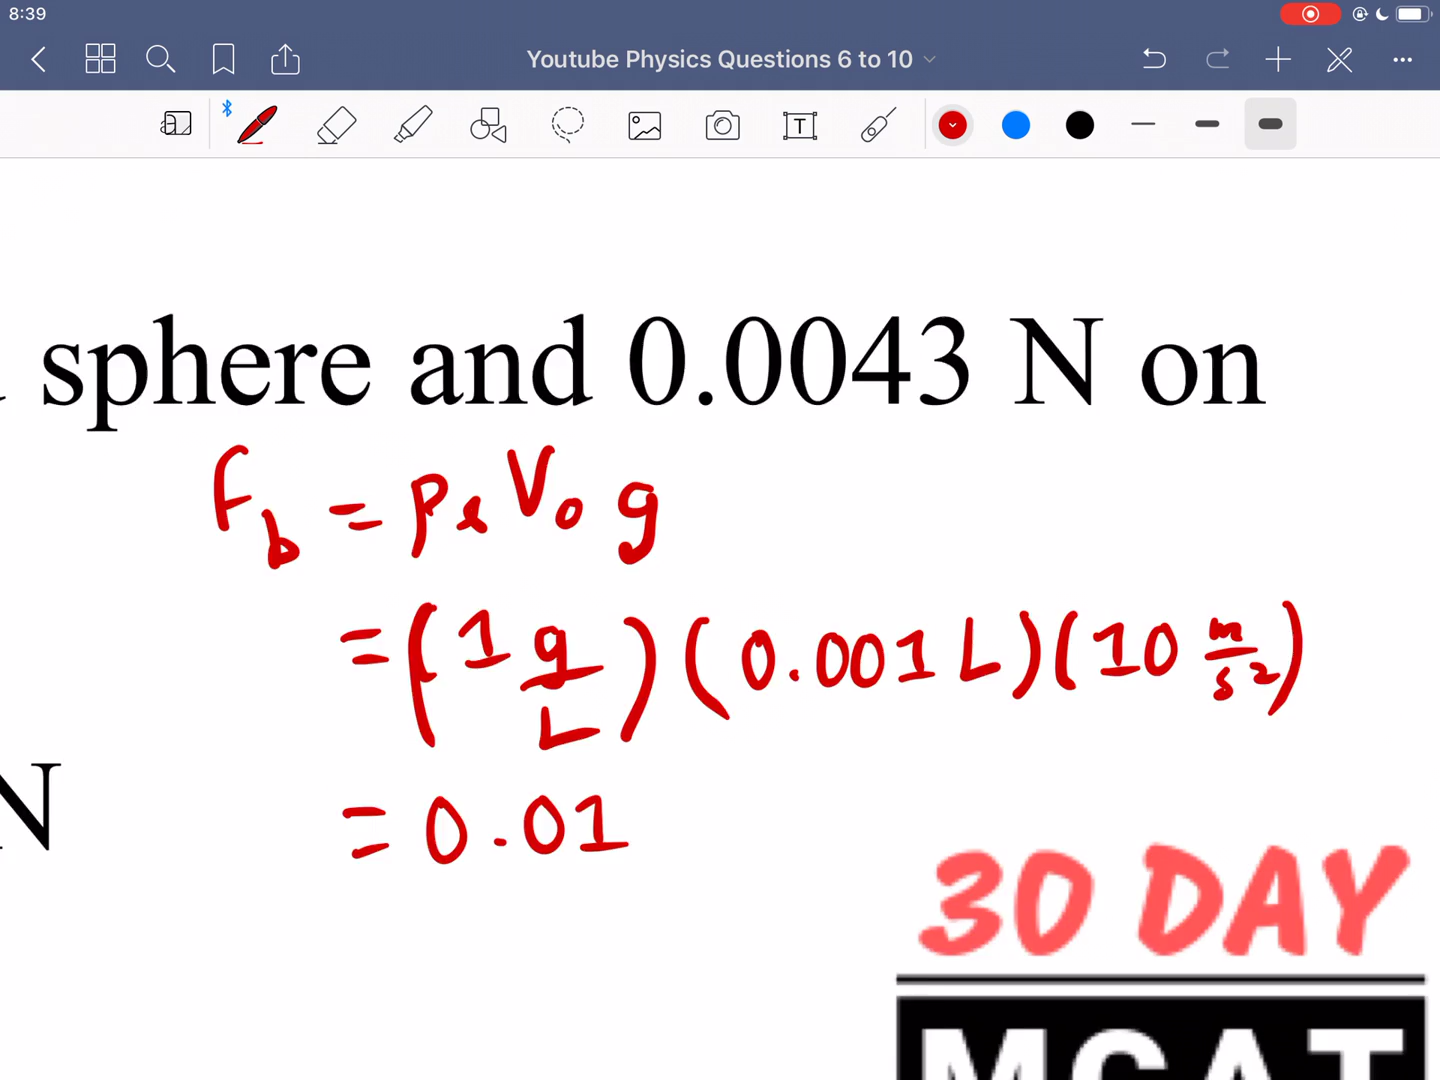 8:39
Youtube Physics Questions 6 to 10
sphere and 0.0043 N on
F_b = ρ_ℓ V_o g
= (1 g/L) (0.001 L) (10 m/s²)
N
= 0.01
30 DAY
MCAT